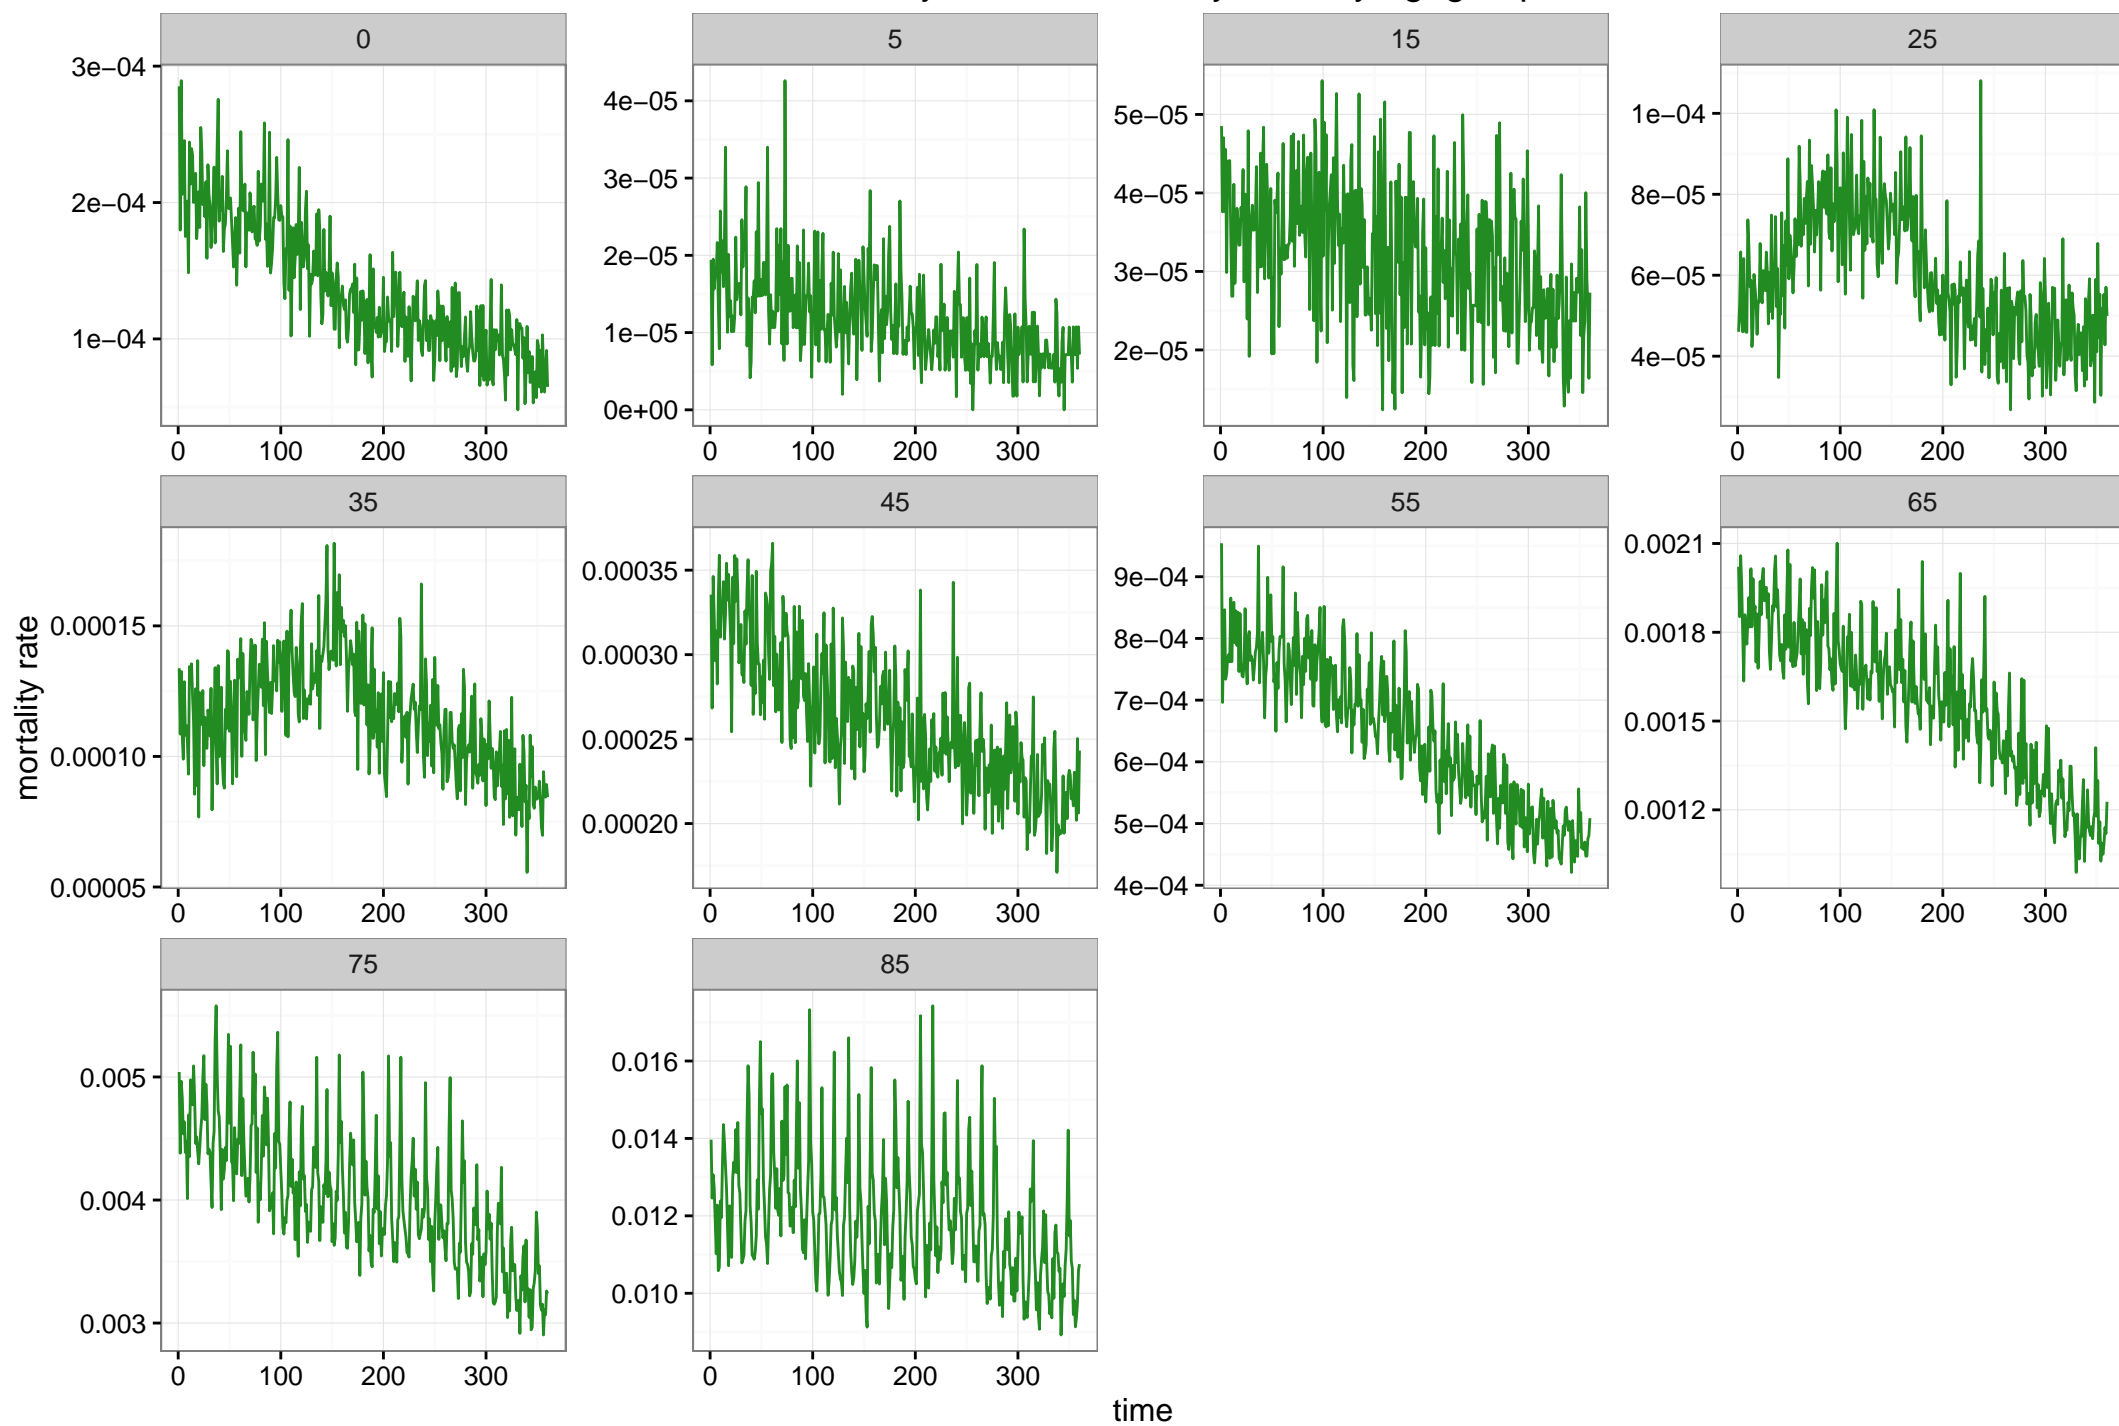 0 5 15 25
3e−04
2e−04
1e−04
0 100 200 300
4e−05
3e−05
2e−05
1e−05
0e+00
0 100 200 300
5e−05
4e−05
3e−05
2e−05
0 100 200 300
1e−04
8e−05
6e−05
4e−05
0 100 200 300
mortality rate
35 45 55 65
0.00015
0.00010
0.00005
0 100 200 300
0.00035
0.00030
0.00025
0.00020
0 100 200 300
9e−04
8e−04
7e−04
6e−04
5e−04
4e−04
0 100 200 300
0.0021
0.0018
0.0015
0.0012
0 100 200 300
75 85
0.005
0.004
0.003
0 100 200 300
0.016
0.014
0.012
0.010
0 100 200 300
time